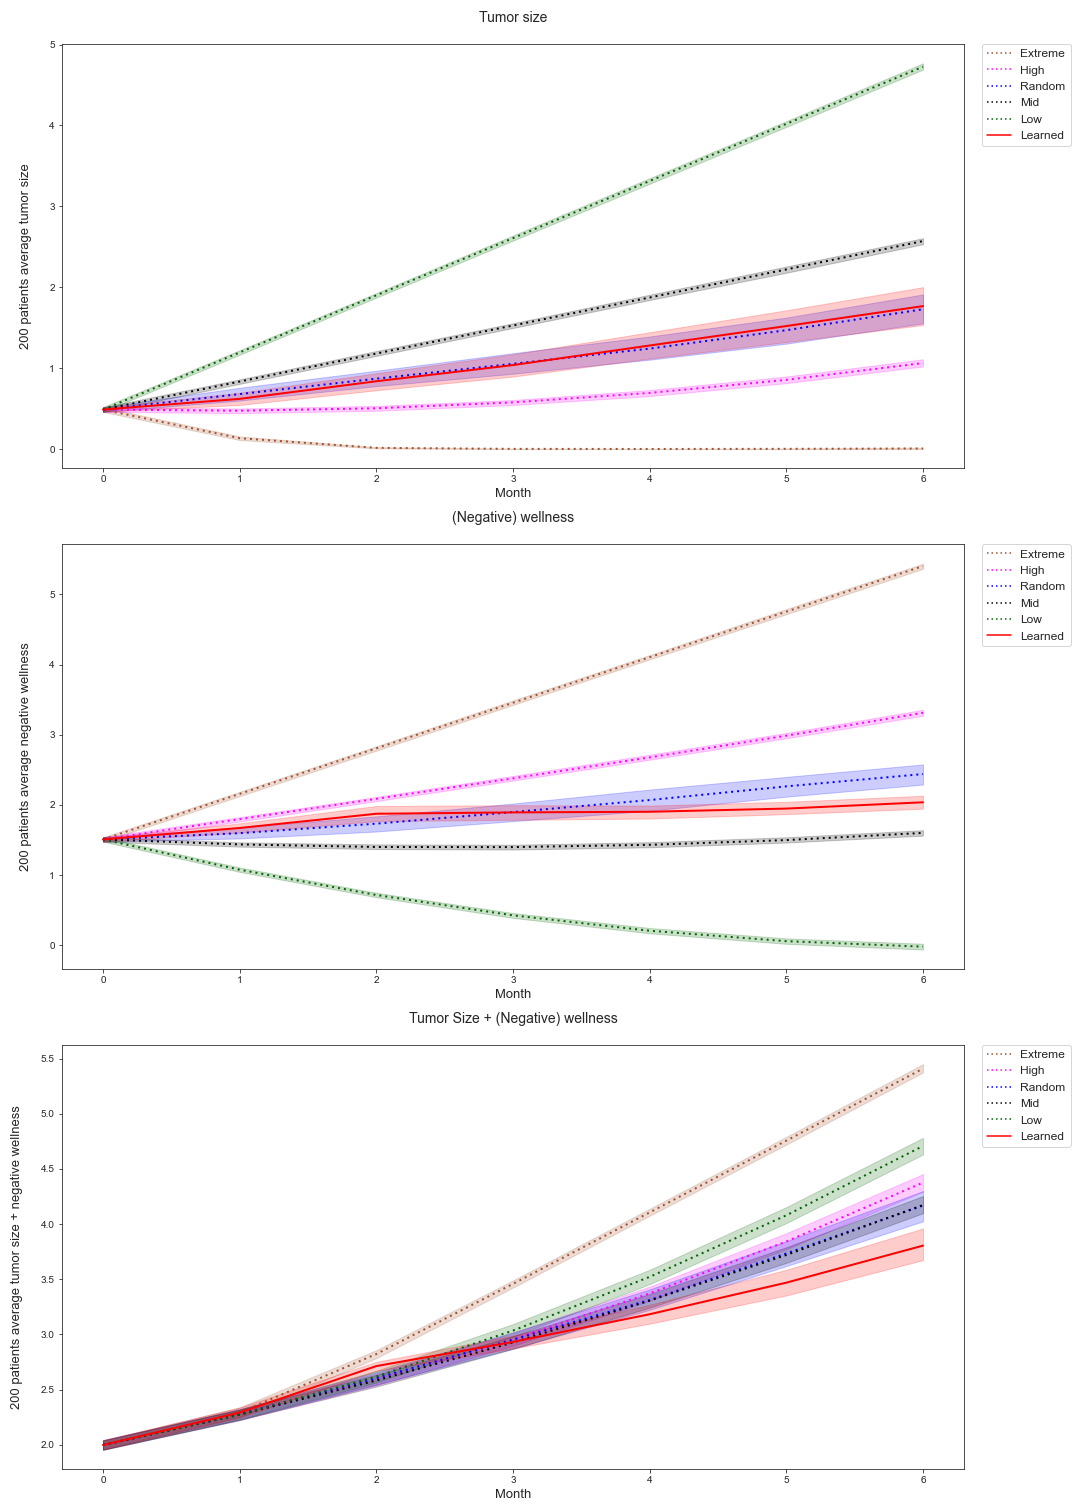 Tumor size
200 patients average tumor size
5
4
3
2
1
0
0 1 2 3 4 5 6
Month
Extreme
High
Random
Mid
Low
Learned
(Negative) wellness
200 patients average negative wellness
5
4
3
2
1
0
0 1 2 3 4 5 6
Month
Extreme
High
Random
Mid
Low
Learned
Tumor Size + (Negative) wellness
200 patients average tumor size + negative wellness
5.5
5.0
4.5
4.0
3.5
3.0
2.5
2.0
0 1 2 3 4 5 6
Month
Extreme
High
Random
Mid
Low
Learned